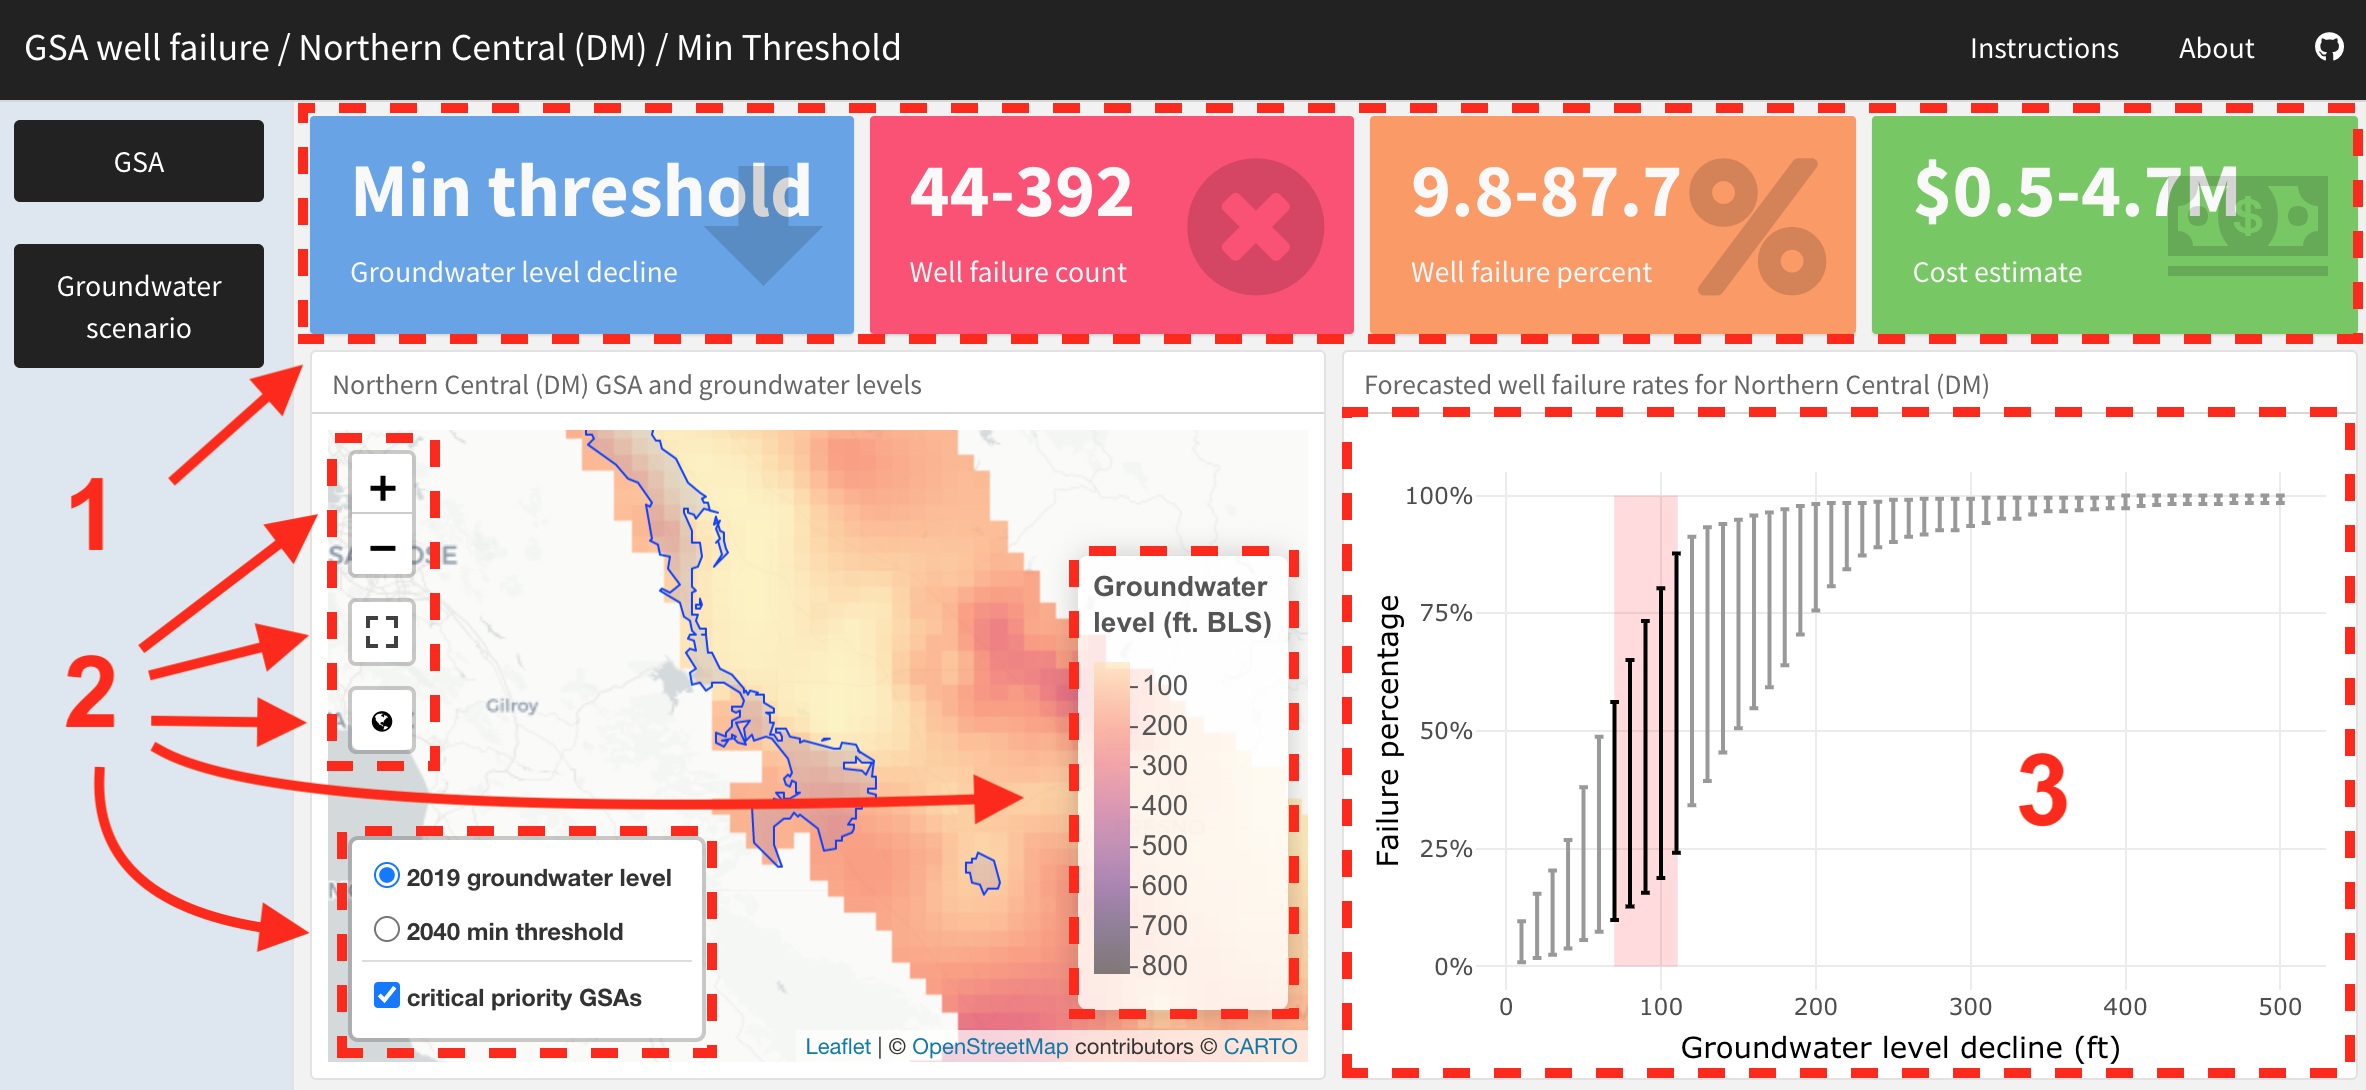 GSA well failure / Northern Central (DM) / Min Threshold
Instructions
About
GSA
Groundwater
scenario
Min threshold
Groundwater level decline
44-392
Well failure count
9.8-87.7
Well failure percent
$0.5-4.7M
Cost estimate
1
2
Northern Central (DM) GSA and groundwater levels
+
−
Gilroy
Groundwater
level (ft. BLS)
100
200
300
400
500
600
700
800
2019 groundwater level
2040 min threshold
critical priority GSAs
Leaflet | © OpenStreetMap contributors © CARTO
Forecasted well failure rates for Northern Central (DM)
Failure percentage
100%
75%
50%
25%
0%
3
0
100
200
300
400
500
Groundwater level decline (ft)